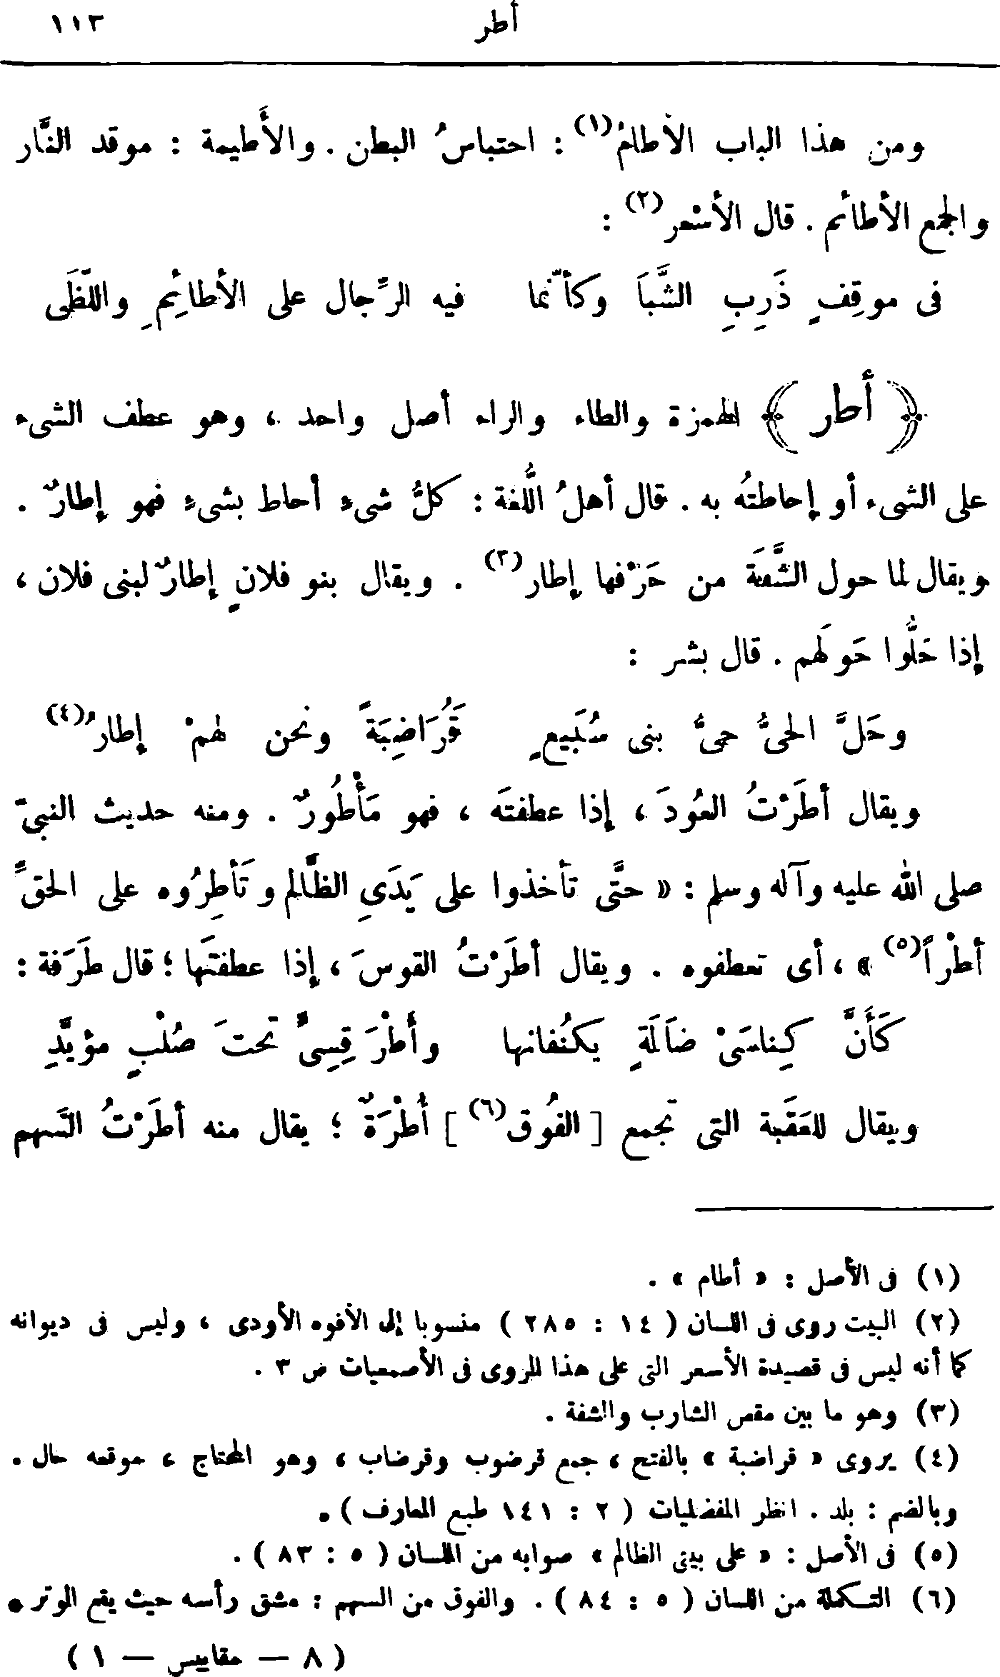 أطر ١١٣
ومن هذا الباب الأطامُ(١) : احتباسُ البطن . والأَطيمة : موقد النَّار
والجمع الأطائم . قال الأسْعر(٢) :
فى موقِفٍ ذَرِبِ الشَّبَا وكأنَّما فيه الرِّجال على الأطائِمِ واللَّظَى
﴿ أطر ﴾ الهمزة والطاء والراء أصل واحد ، وهو عطف الشىء
على الشىء أو إحاطتُه به . قال أهلُ اللُّغة : كلُّ شىءٍ أحاط بشىءٍ فهو إطارٌ .
ويقال لما حول الشَّفَة من حَرْفها إطار(٣) . ويقال بنو فلانٍ إطارٌ لبنى فلان ،
إذا حَلُّوا حَولَهم . قال بشر :
وحَلَّ الحىُّ حىُّ بنى سُبَيعٍ قُرَاضِبَةً ونحن لهمْ إطارُ(٤)
ويقال أطَرْتُ العُودَ ، إذا عطفتَه ، فهو مَأْطُورٌ . ومنه حديث النبىّ
صلى الله عليه وآله وسلم : « حتَّى تأخذوا على يَدَىِ الظَّالم وتَأطِرُوه على الحقِّ
أطْراً(٥) » ، أى تعطفوه . ويقال أطَرْتُ القوسَ ، إذا عطفتَها ؛ قال طَرَفة :
كَأَنَّ كِناسَىْ ضَالَةٍ يكنُفانها وأَطْرَ قِسِىٍّ تحتَ صُلْبٍ مؤيَّدِ
ويقال للعَقَبة التى تجمع [ الفُوق(٦) ] أُطْرَةٌ ؛ يقال منه أطَرْتُ السَّهم
(١) فى الأصل : « أطام » .
(٢) البيت روى فى اللسان ( ١٤ : ٢٨٥ ) منسوبا إلى الأفوه الأودى ، وليس فى ديوانه
كما أنه ليس فى قصيدة الأسعر التى على هذا الروى فى الأصمعيات ص ٣ .
(٣) وهو ما بين مقص الشارب والشفة .
(٤) يروى « قراضبة » بالفتح ، جمع قرضوب وقرضاب ، وهو المحتاج ، موقعه حال .
وبالضم : بلد . انظر المفضليات ( ٢ : ١٤١ طبع المعارف ) .
(٥) فى الأصل : « على يدى الظالم » صوابه من اللسان ( ٥ : ٨٣ ) .
(٦) التكملة من اللسان ( ٥ : ٨٤ ) . والفوق من السهم : مشق رأسه حيث يقع الوتر .
( ٨ — مقاييس — ١ )